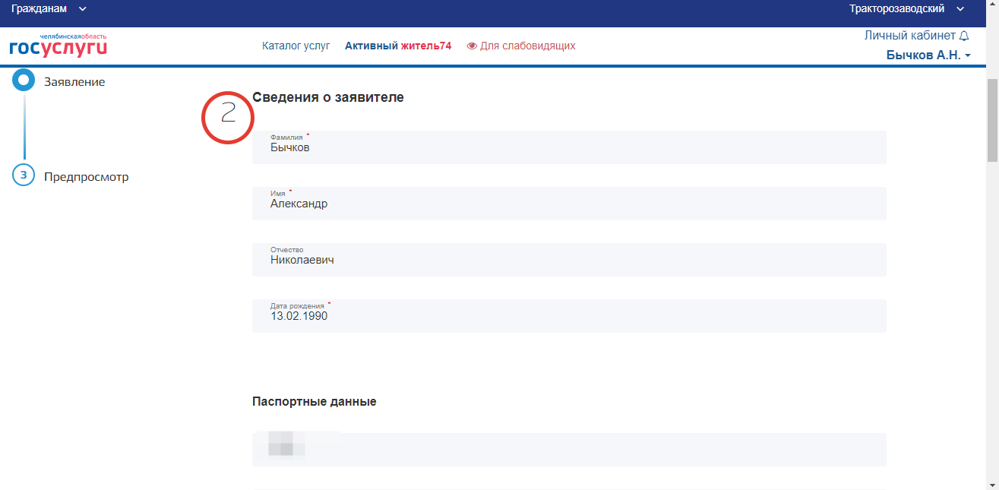 Гражданам
Тракторозаводский
челябинскаяобласть
госуслуги
Каталог услуг
Активный житель74
Для слабовидящих
Личный кабинет
Бычков А.Н.
Заявление
3 Предпросмотр
2
Сведения о заявителе
Фамилия *
Бычков
Имя *
Александр
Отчество
Николаевич
Дата рождения *
13.02.1990
Паспортные данные